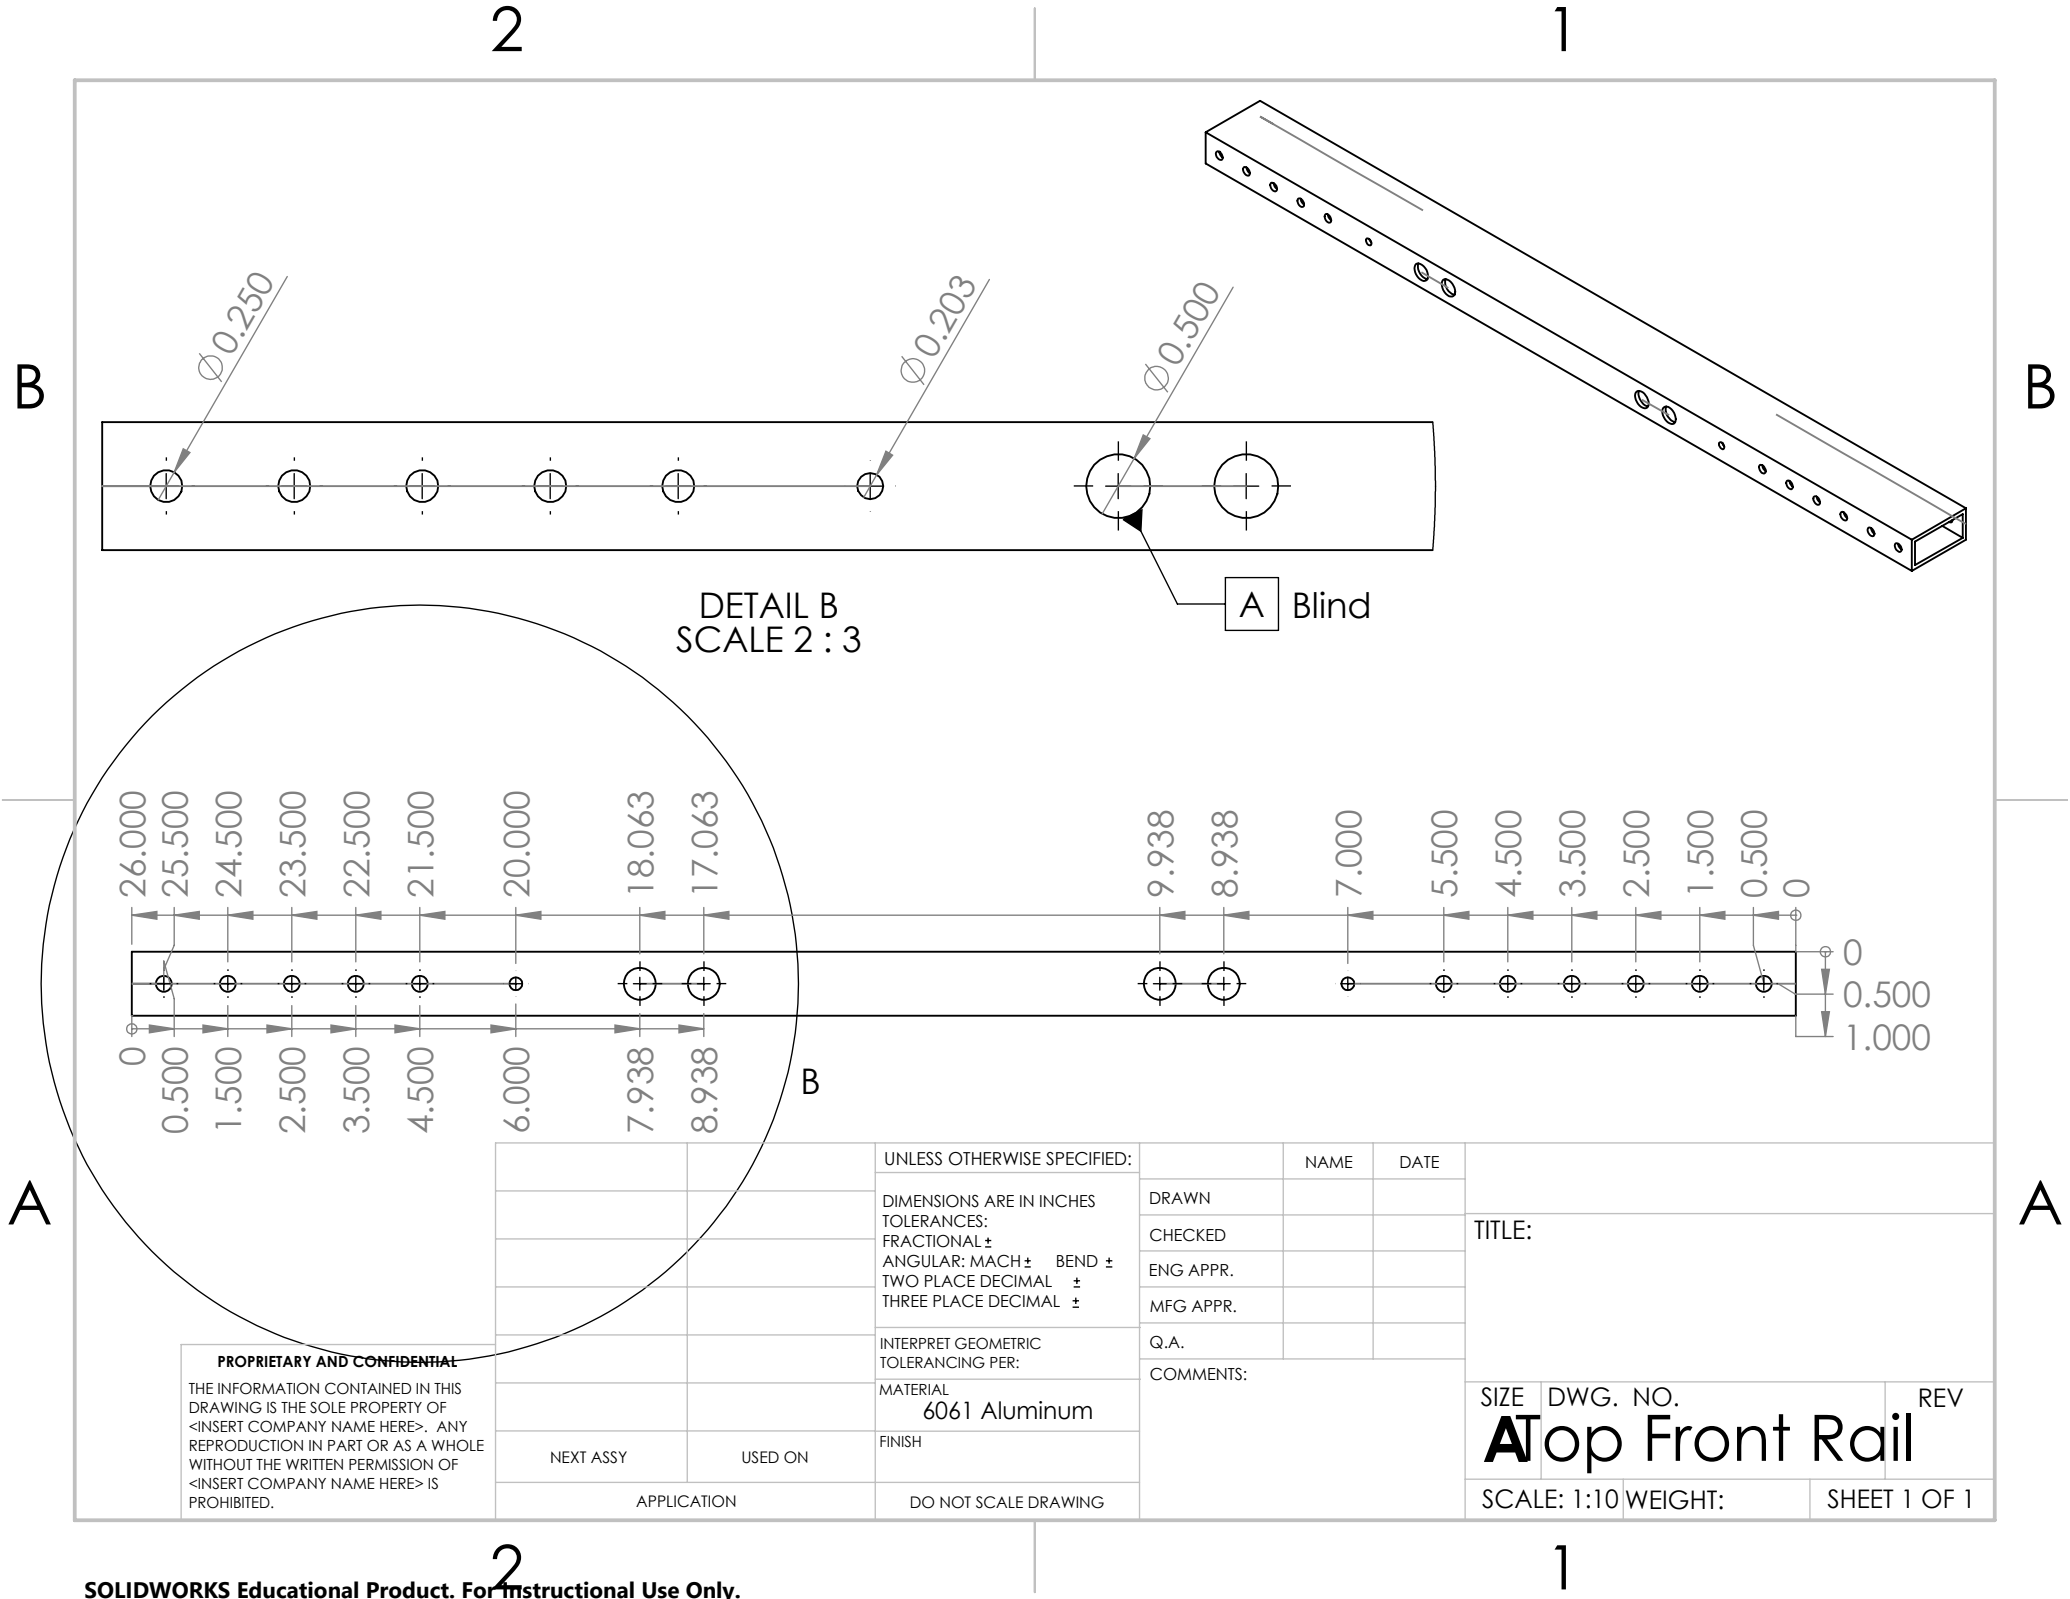 2 1
B B
Ø0.250
Ø0.203
Ø0.500
DETAIL B
SCALE 2 : 3
A Blind
26.000 25.500 24.500 23.500 22.500 21.500 20.000 18.063 17.063 9.938 8.938 7.000 5.500 4.500 3.500 2.500 1.500 0.500 0
0
0.500
1.000
0 0.500 1.500 2.500 3.500 4.500 6.000 7.938 8.938
B
A A
UNLESS OTHERWISE SPECIFIED:
DIMENSIONS ARE IN INCHES
TOLERANCES:
FRACTIONAL ±
ANGULAR: MACH ± BEND ±
TWO PLACE DECIMAL ±
THREE PLACE DECIMAL ±
INTERPRET GEOMETRIC
TOLERANCING PER:
MATERIAL
6061 Aluminum
FINISH
DO NOT SCALE DRAWING
NAME DATE
DRAWN
CHECKED
ENG APPR.
MFG APPR.
Q.A.
COMMENTS:
TITLE:
SIZE DWG. NO. REV
A Top Front Rail
SCALE: 1:10 WEIGHT: SHEET 1 OF 1
PROPRIETARY AND CONFIDENTIAL
THE INFORMATION CONTAINED IN THIS
DRAWING IS THE SOLE PROPERTY OF
<INSERT COMPANY NAME HERE>. ANY
REPRODUCTION IN PART OR AS A WHOLE
WITHOUT THE WRITTEN PERMISSION OF
<INSERT COMPANY NAME HERE> IS
PROHIBITED.
NEXT ASSY USED ON
APPLICATION
2 1
SOLIDWORKS Educational Product. For Instructional Use Only.